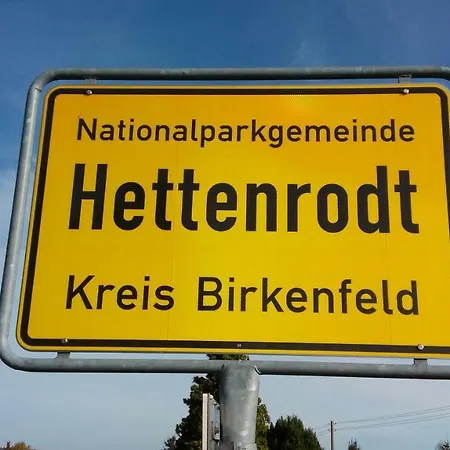 Nationalparkgemeinde
Hettenrodt
Kreis Birkenfeld